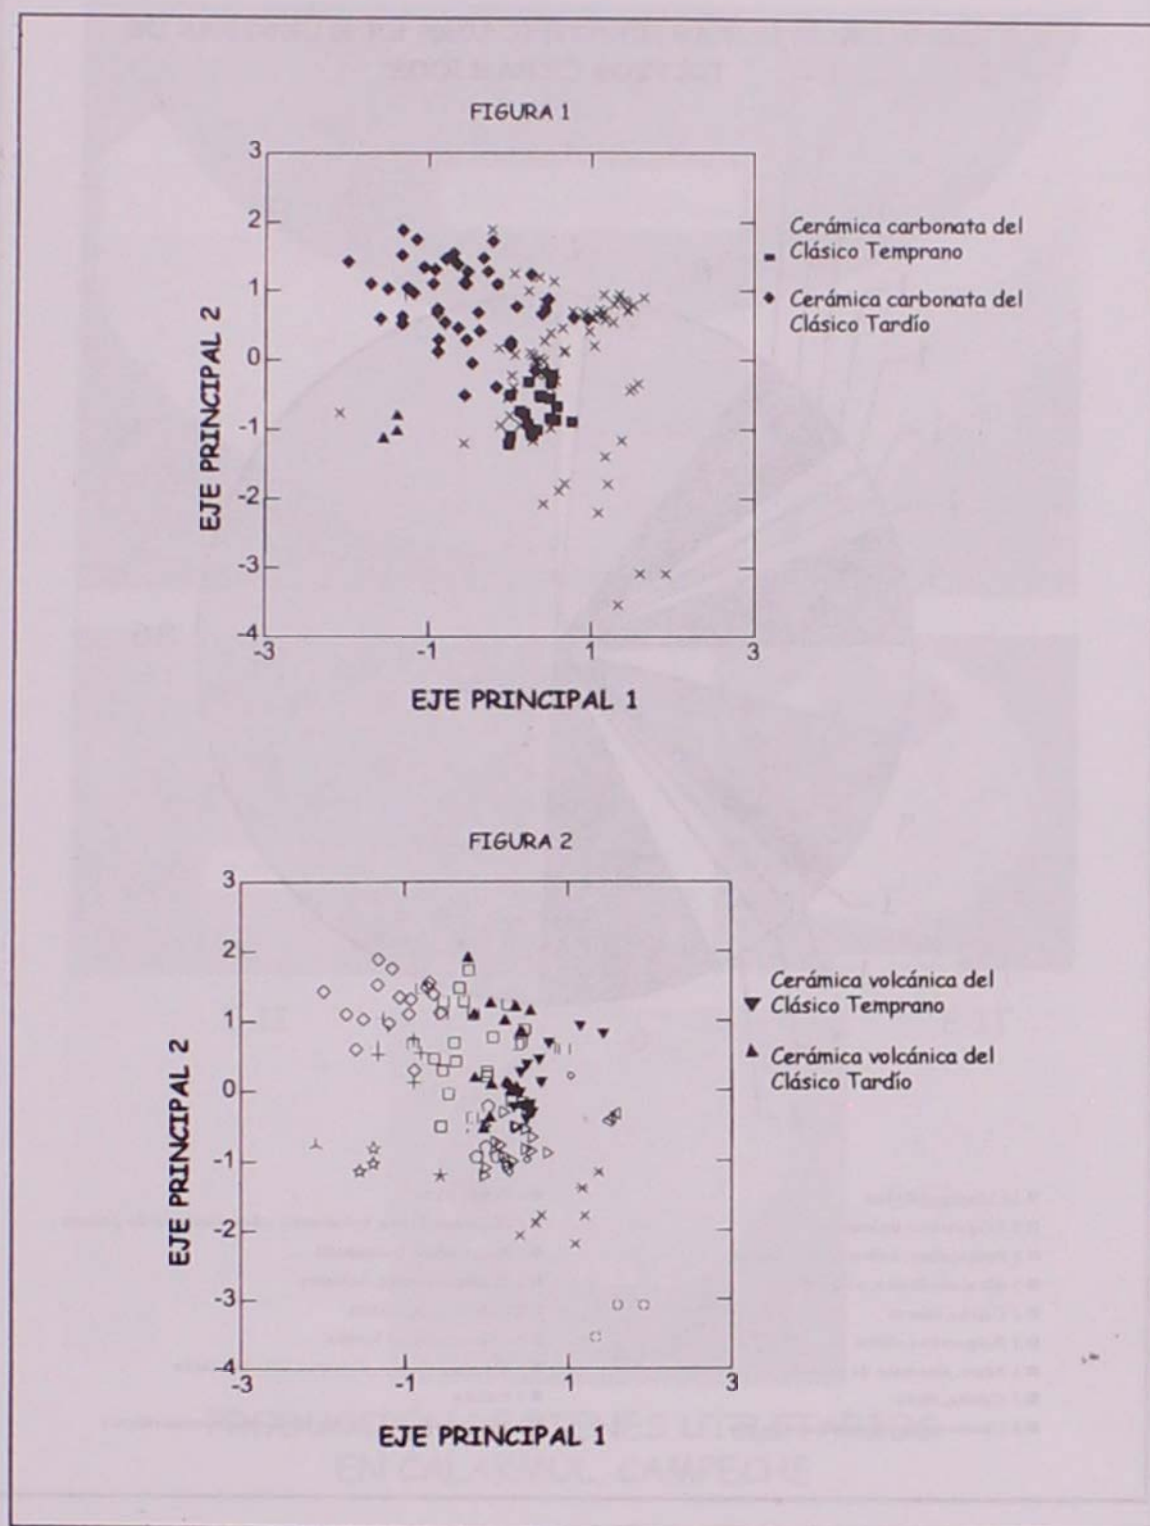 FIGURA 1
3
2
1
0
-1
-2
-3
-4
-3
-1
1
3
EJE PRINCIPAL 2
EJE PRINCIPAL 1
Cerámica carbonata del
Clásico Temprano
Cerámica carbonata del
Clásico Tardío
FIGURA 2
3
2
1
0
-1
-2
-3
-4
-3
-1
1
3
EJE PRINCIPAL 2
EJE PRINCIPAL 1
Cerámica volcánica del
Clásico Temprano
Cerámica volcánica del
Clásico Tardío
EN CALAKMUL, CAMPECHE